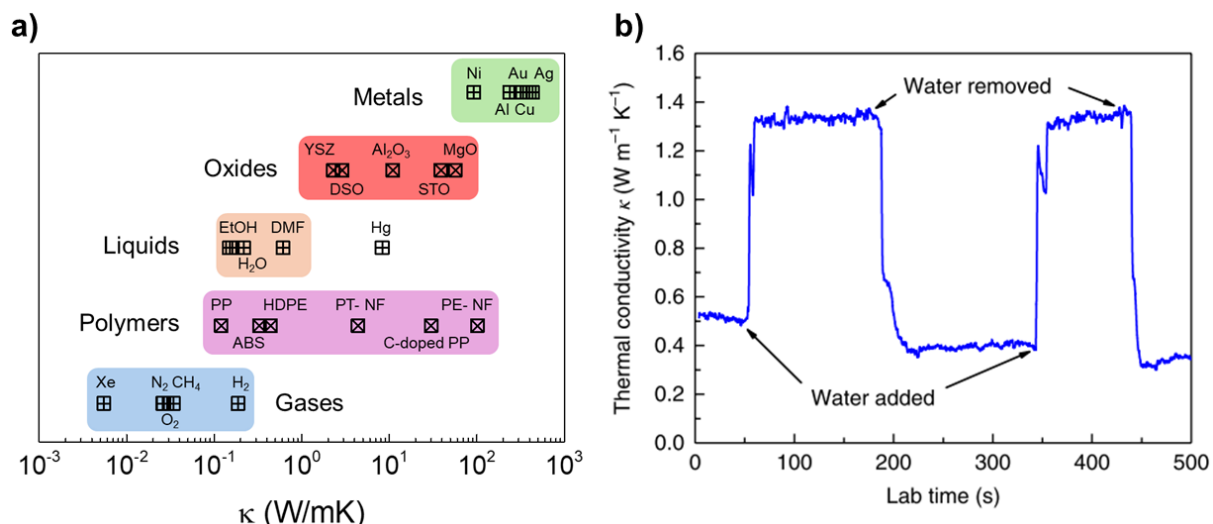 a)
Metals
Ni Au Ag
Al Cu
Oxides
YSZ Al₂O₃ MgO
DSO STO
Liquids
EtOH DMF Hg
H₂O
Polymers
PP HDPE PT- NF PE- NF
ABS C-doped PP
Gases
Xe N₂ CH₄ H₂
O₂
10⁻³ 10⁻² 10⁻¹ 10⁰ 10¹ 10² 10³
κ (W/mK)
b)
Thermal conductivity κ (W m⁻¹ K⁻¹)
1.6
1.4
1.2
1.0
0.8
0.6
0.4
0.2
0.0
Water removed
Water added
0 100 200 300 400 500
Lab time (s)